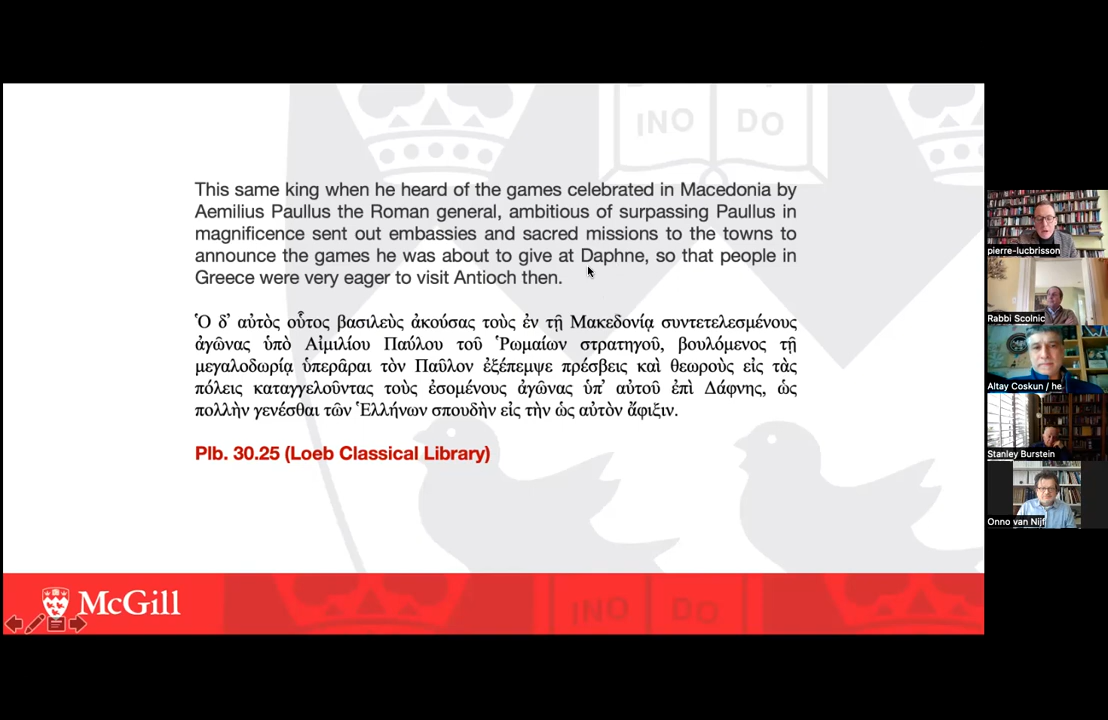 INO DO
This same king when he heard of the games celebrated in Macedonia by
Aemilius Paullus the Roman general, ambitious of surpassing Paullus in
magnificence sent out embassies and sacred missions to the towns to
announce the games he was about to give at Daphne, so that people in
Greece were very eager to visit Antioch then.
Ὁ δ’ αὐτὸς οὗτος βασιλεὺς ἀκούσας τοὺς ἐν τῇ Μακεδονίᾳ συντετελεσμένους
ἀγῶνας ὑπὸ Αἰμιλίου Παύλου τοῦ Ῥωμαίων στρατηγοῦ, βουλόμενος τῇ
μεγαλοδωρίᾳ ὑπερᾶραι τὸν Παῦλον ἐξέπεμψε πρέσβεις καὶ θεωροὺς εἰς τὰς
πόλεις καταγγελοῦντας τοὺς ἐσομένους ἀγῶνας ὑπ’ αὐτοῦ ἐπὶ Δάφνης, ὡς
πολλὴν γενέσθαι τῶν Ἑλλήνων σπουδὴν εἰς τὴν ὡς αὐτὸν ἄφιξιν.
Plb. 30.25 (Loeb Classical Library)
McGill
INO DO
pierre-lucbrisson
Rabbi Scolnic
Altay Coskun / he
Stanley Burstein
Onno van Nijf